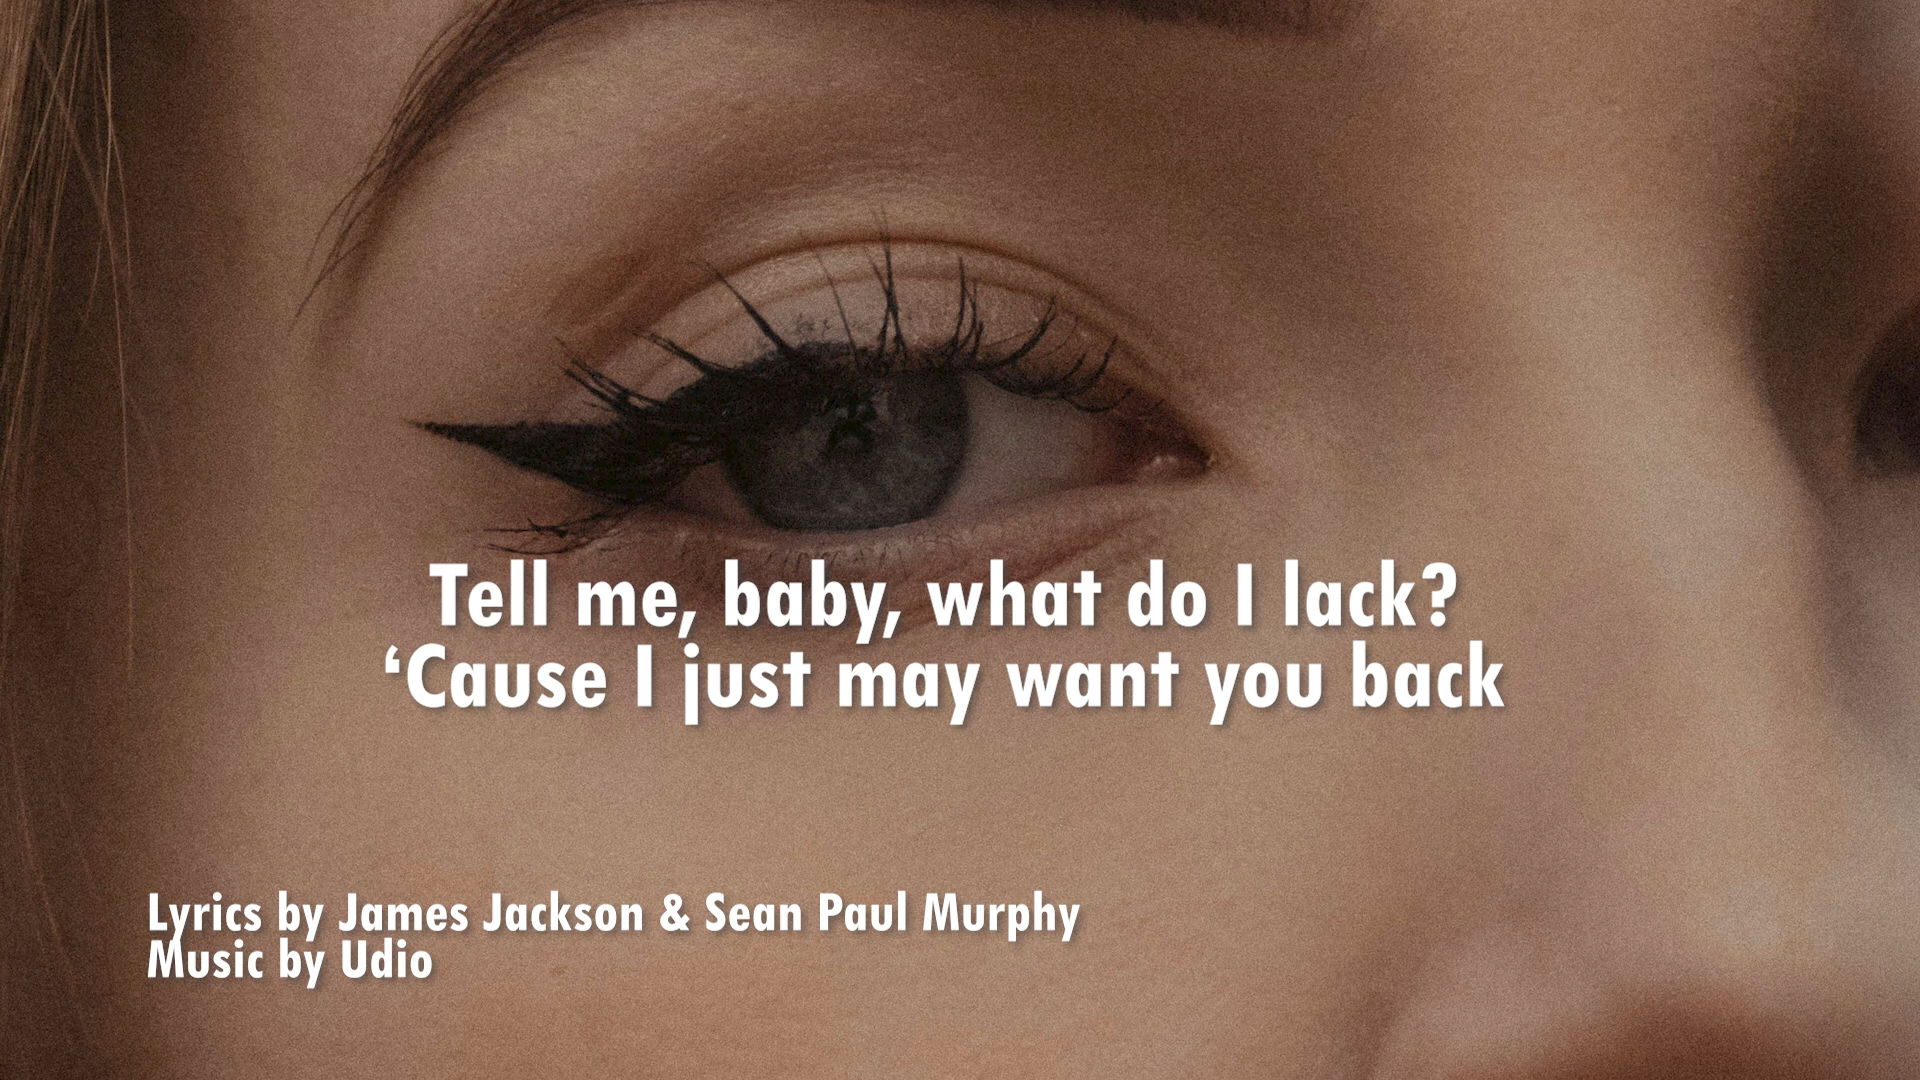 Tell me, baby, what do I lack?
‘Cause I just may want you back
Lyrics by James Jackson & Sean Paul Murphy
Music by Udio